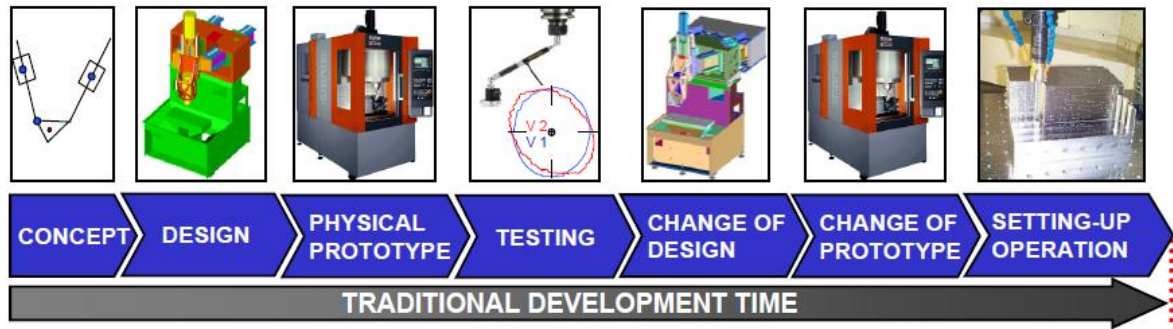 V 2
V 1
CONCEPT
DESIGN
PHYSICAL
PROTOTYPE
TESTING
CHANGE OF
DESIGN
CHANGE OF
PROTOTYPE
SETTING-UP
OPERATION
TRADITIONAL DEVELOPMENT TIME